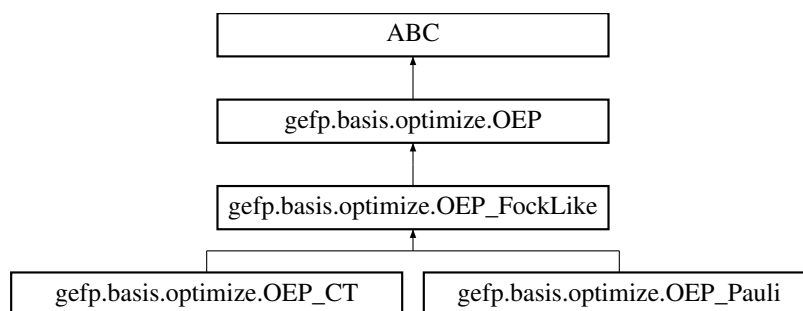 ABC
gefp.basis.optimize.OEP
gefp.basis.optimize.OEP_FockLike
gefp.basis.optimize.OEP_CT
gefp.basis.optimize.OEP_Pauli